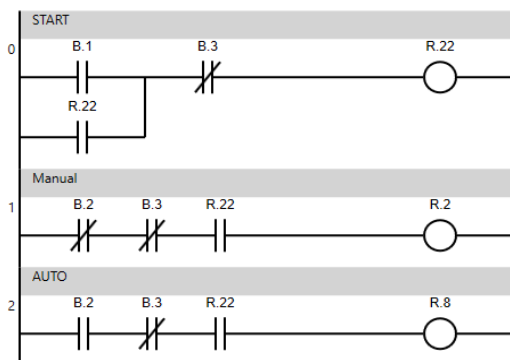 START
0
B.1 B.3 R.22
R.22
Manual
1
B.2 B.3 R.22 R.2
AUTO
2
B.2 B.3 R.22 R.8